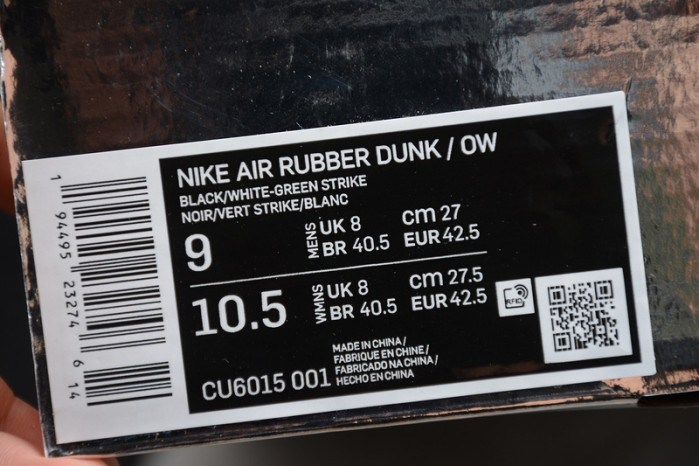 NIKE AIR RUBBER DUNK / OW
BLACK/WHITE-GREEN STRIKE
NOIR/VERT STRIKE/BLANC
9
MENS
UK 8
BR 40.5
cm 27
EUR 42.5
10.5
WMNS
UK 8
BR 40.5
cm 27.5
EUR 42.5
RFID
CU6015 001
MADE IN CHINA/
FABRIQUE EN CHINE/
FABRICADO NA CHINA/
HECHO EN CHINA
1 94495 23274 6 14